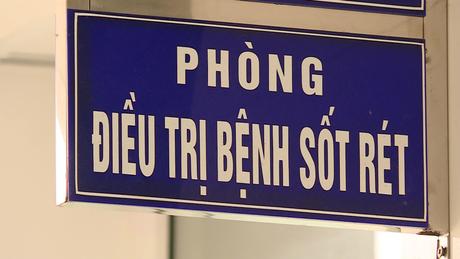 PHÒNG
ĐIỀU TRỊ BỆNH SỐT RÉT